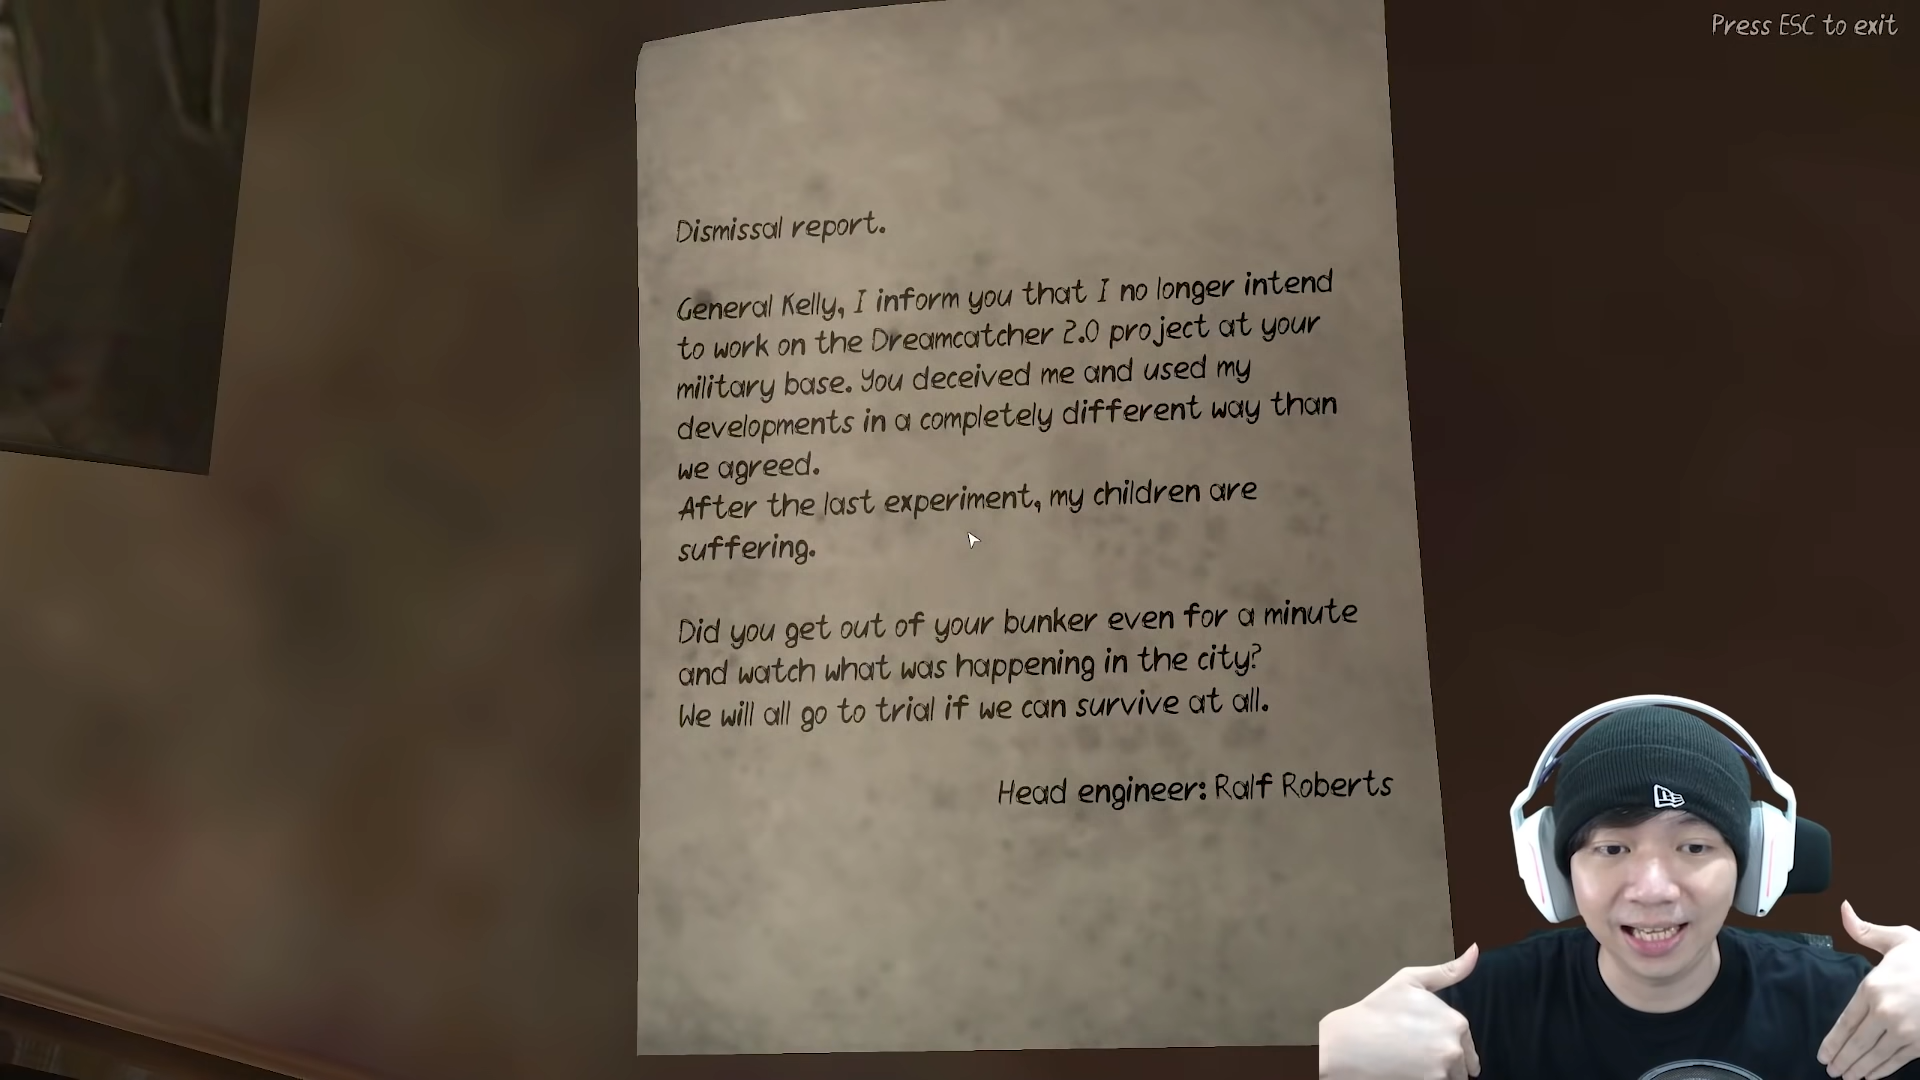 Press ESC to exit
Dismissal report.
General Kelly, I inform you that I no longer intend
to work on the Dreamcatcher 2.0 project at your
military base. You deceived me and used my
developments in a completely different way than
we agreed.
After the last experiment, my children are
suffering.
Did you get out of your bunker even for a minute
and watch what was happening in the city?
We will all go to trial if we can survive at all.
Head engineer: Ralf Roberts